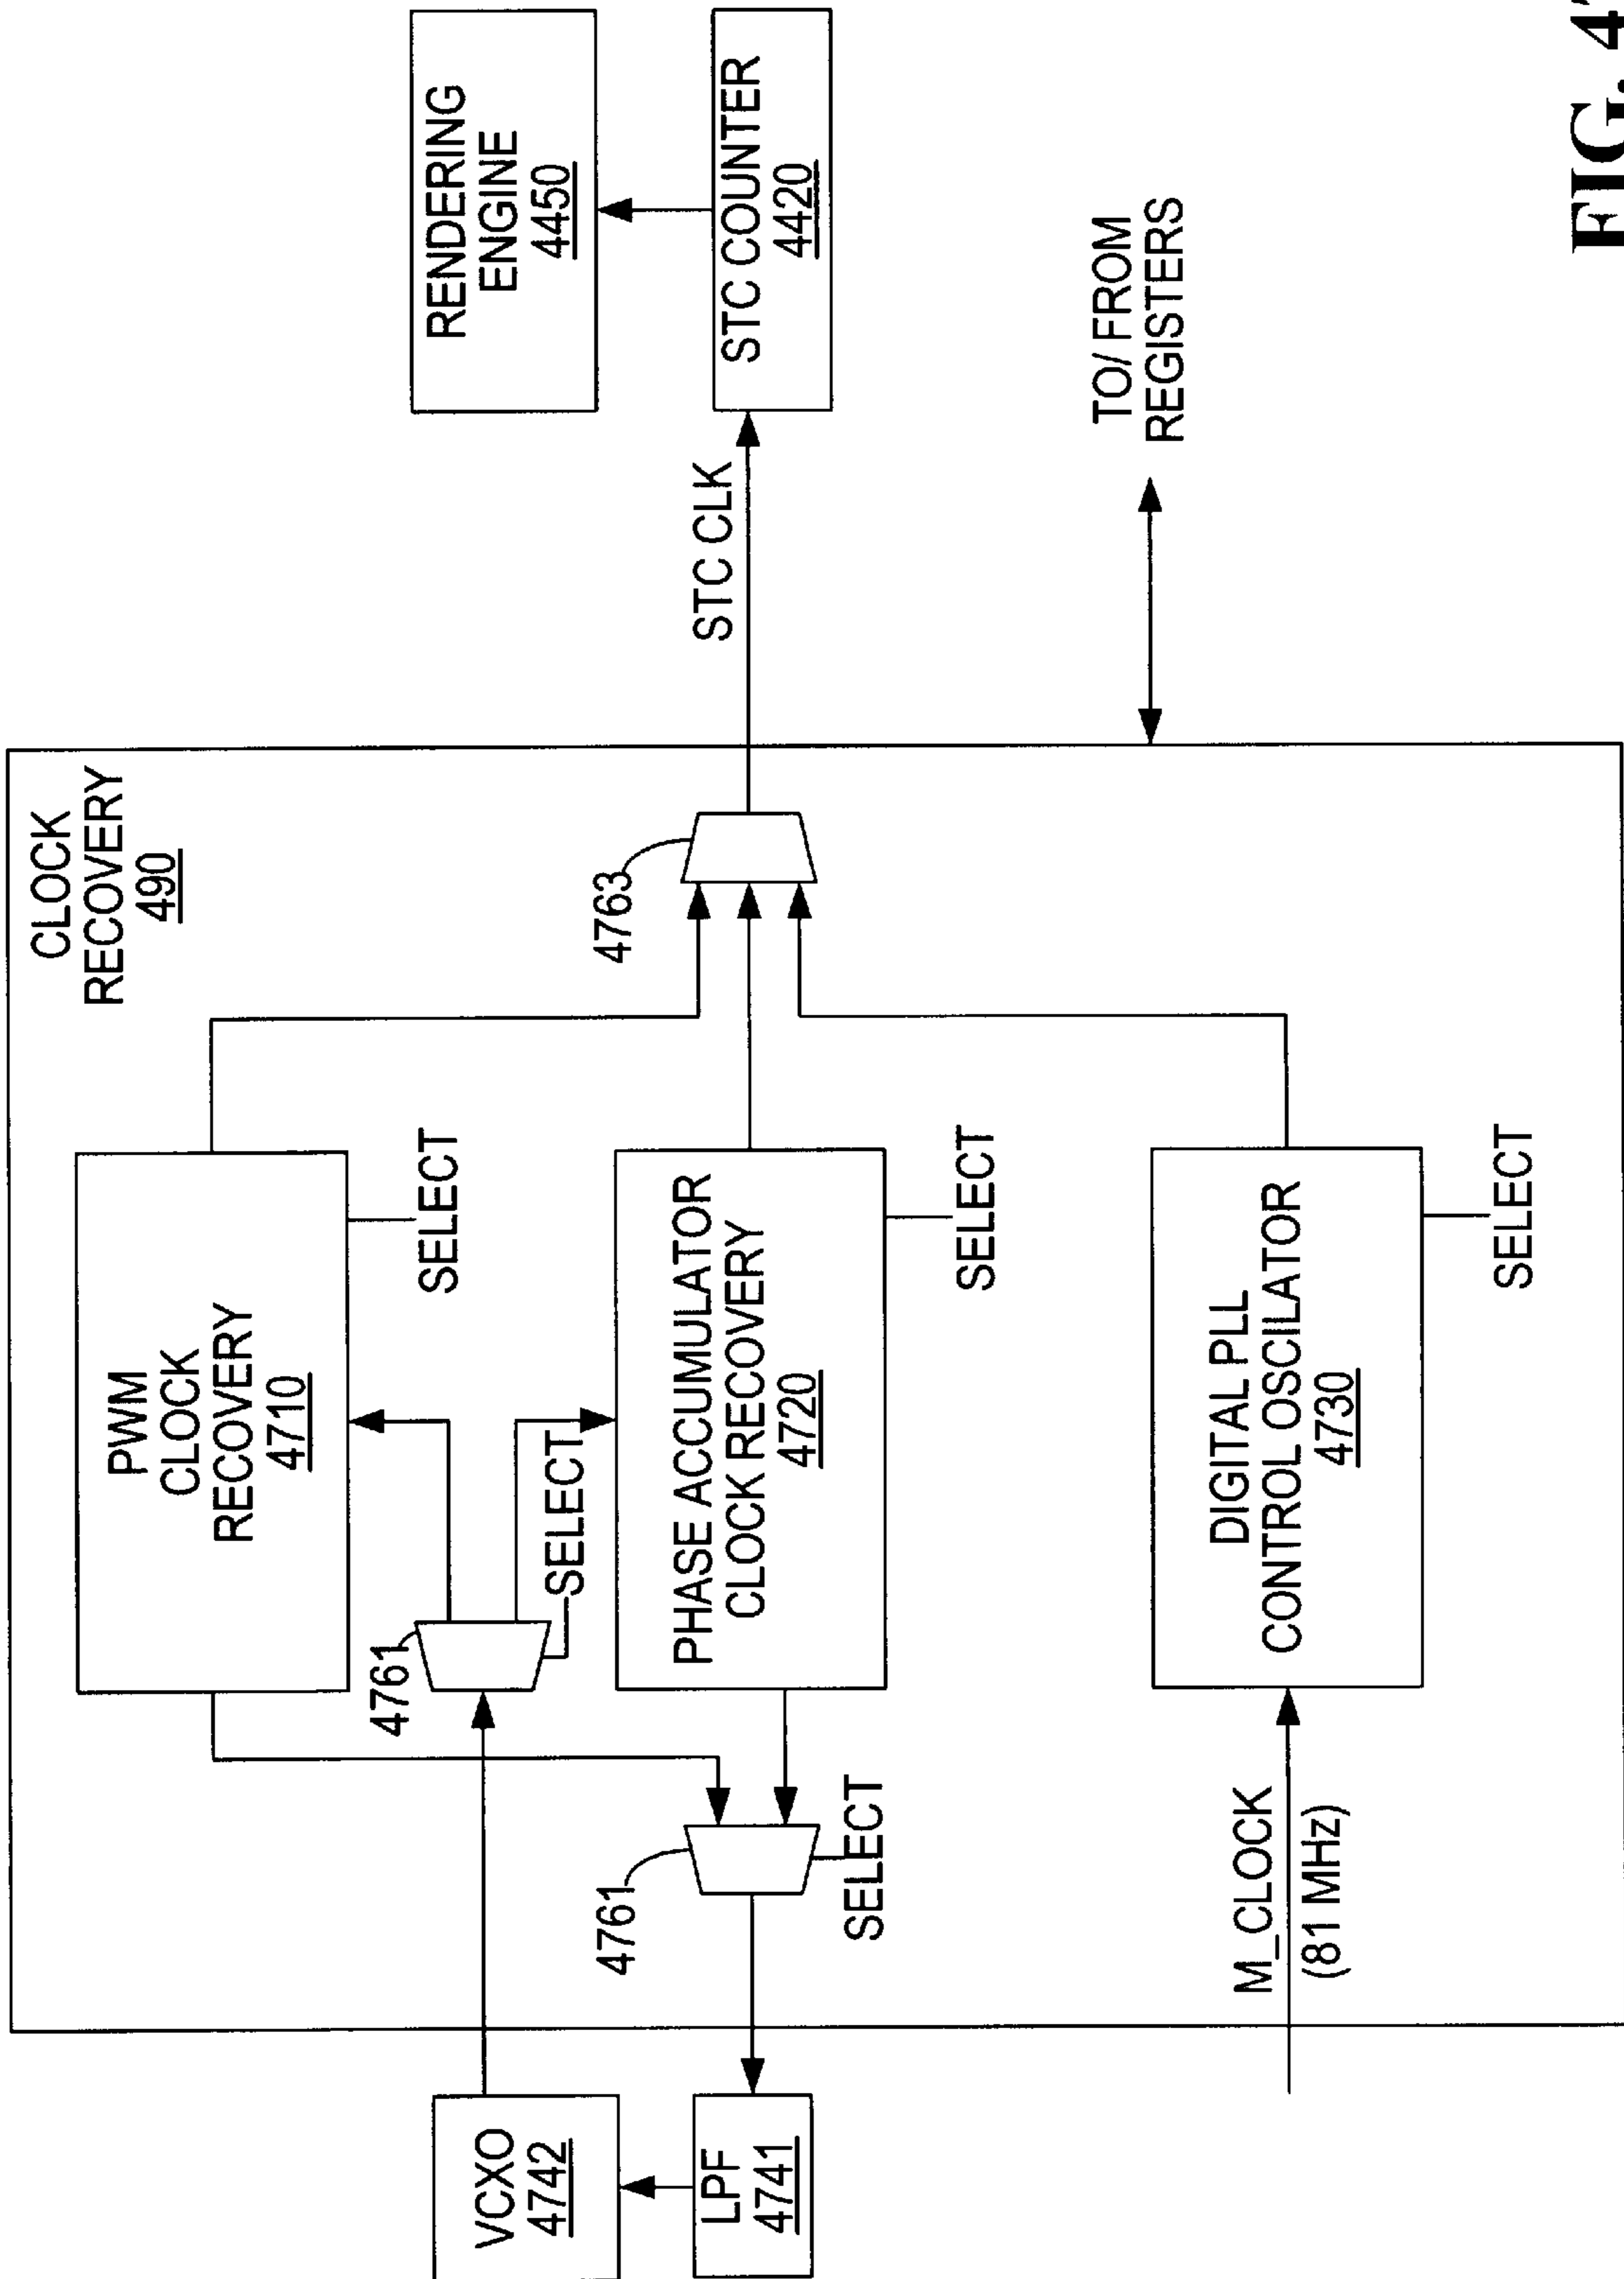 CLOCK
RECOVERY
490
PWM
CLOCK
RECOVERY
4710
SELECT
4761
SELECT
VCXO
4742
LPF
4741
4761
SELECT
PHASE ACCUMULATOR
CLOCK RECOVERY
4720
SELECT
4763
STC CLK
RENDERING
ENGINE
4450
STC COUNTER
4420
M_CLOCK
(81 MHz)
DIGITAL PLL
CONTROL OSCILATOR
4730
SELECT
TO/ FROM
REGISTERS
FIG.